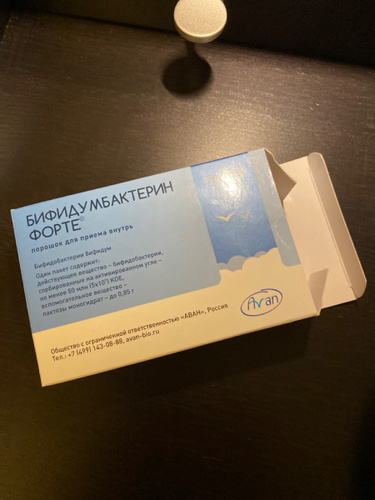 БИФИДУМБАКТЕРИН
ФОРТЕ®
порошок для приема внутрь
Бифидобактерии бифидум
Один пакет содержит:
действующее вещество – бифидобактерии,
сорбированные на активированном угле –
не менее 50 млн (5х10⁷) КОЕ,
вспомогательное вещество –
лактозы моногидрат – до 0,85 г
Avan
Общество с ограниченной ответственностью «АВАН», Россия
Тел.: +7 (499) 143-08-88, avan-bio.ru